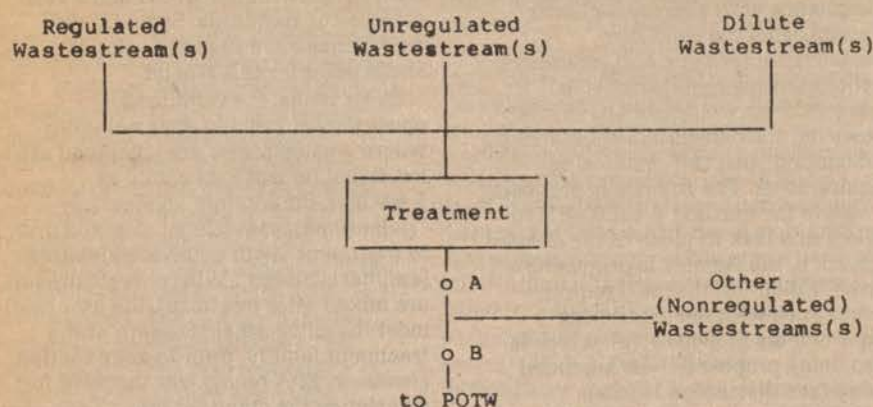 Regulated Wastestream(s)
Unregulated Wastestream(s)
Dilute Wastestream(s)
Treatment
o A
Other (Nonregulated) Wastestreams(s)
o B
to POTW